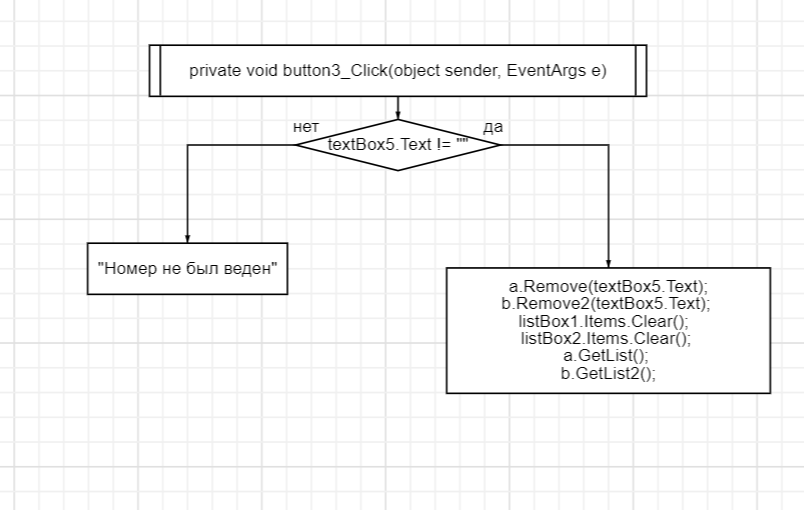 private void button3_Click(object sender, EventArgs e)
нет
да
textBox5.Text != ""
"Номер не был веден"
a.Remove(textBox5.Text);
b.Remove2(textBox5.Text);
listBox1.Items.Clear();
listBox2.Items.Clear();
a.GetList();
b.GetList2();